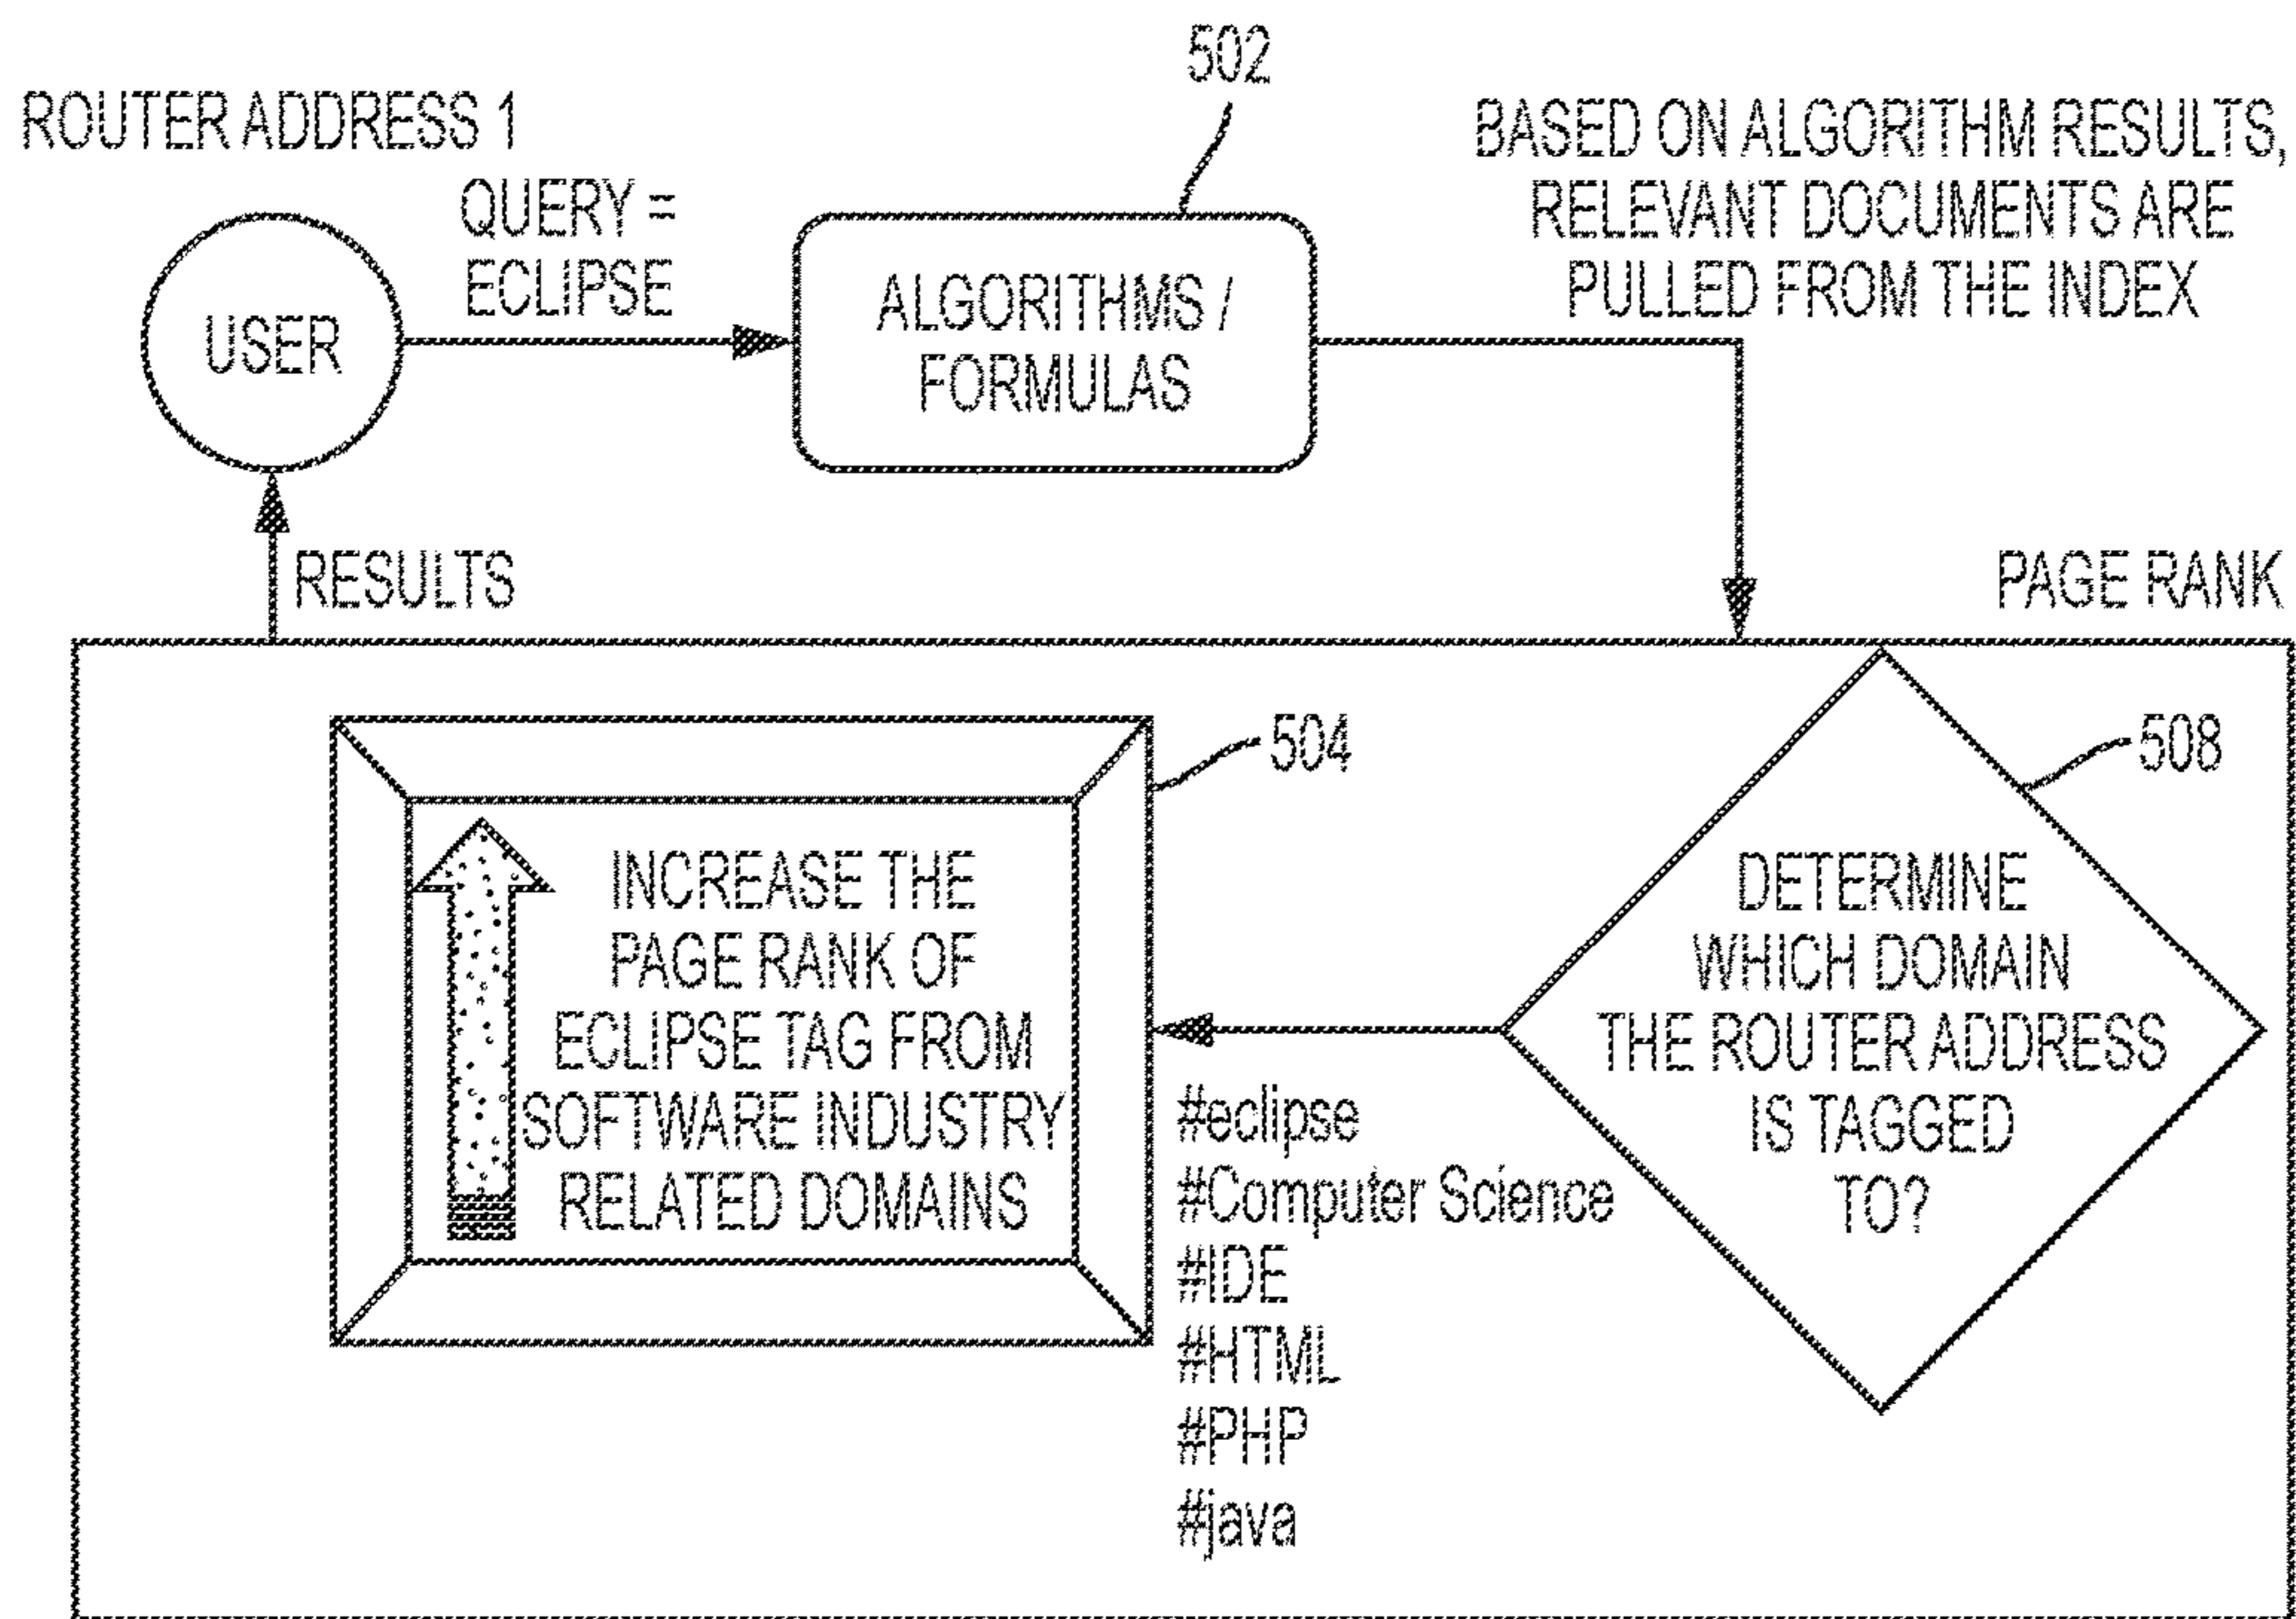 502
ROUTER ADDRESS 1
QUERY =
ECLIPSE
USER
ALGORITHMS /
FORMULAS
BASED ON ALGORITHM RESULTS,
RELEVANT DOCUMENTS ARE
PULLED FROM THE INDEX
RESULTS
PAGE RANK
504
508
INCREASE THE
PAGE RANK OF
ECLIPSE TAG FROM
SOFTWARE INDUSTRY
RELATED DOMAINS
DETERMINE
WHICH DOMAIN
THE ROUTER ADDRESS
IS TAGGED
TO?
#eclipse
#Computer Science
#IDE
#HTML
#PHP
#java